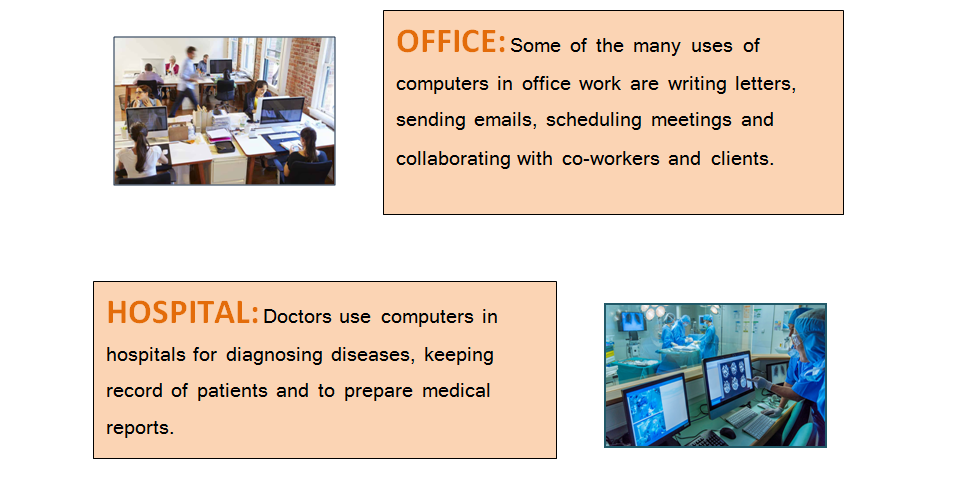 OFFICE: Some of the many uses of
computers in office work are writing letters,
sending emails, scheduling meetings and
collaborating with co-workers and clients.
HOSPITAL: Doctors use computers in
hospitals for diagnosing diseases, keeping
record of patients and to prepare medical
reports.